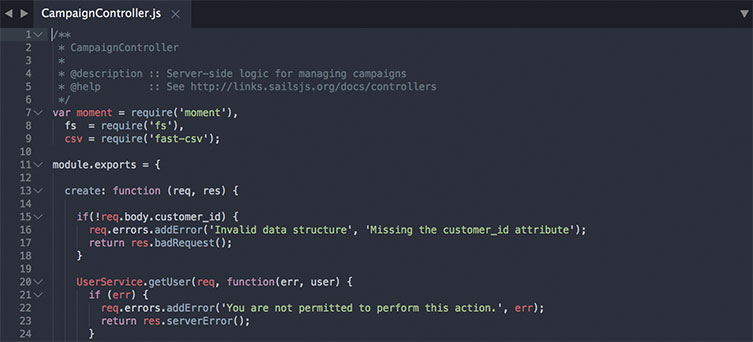 CampaignController.js ×
1 /**
2  * CampaignController
3  *
4  * @description :: Server-side logic for managing campaigns
5  * @help        :: See http://links.sailsjs.org/docs/controllers
6  */
7 var moment = require('moment'),
8   fs  = require('fs'),
9   csv = require('fast-csv');
10
11 module.exports = {
12
13   create: function (req, res) {
14
15     if(!req.body.customer_id) {
16       req.errors.addError('Invalid data structure', 'Missing the customer_id attribute');
17       return res.badRequest();
18     }
19
20     UserService.getUser(req, function(err, user) {
21       if (err) {
22         req.errors.addError('You are not permitted to perform this action.', err);
23         return res.serverError();
24       }